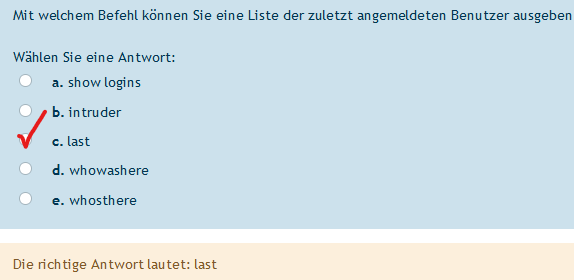 Mit welchem Befehl können Sie eine Liste der zuletzt angemeldeten Benutzer ausgeben
Wählen Sie eine Antwort:
a. show logins
b. intruder
c. last
d. whowashere
e. whosthere
Die richtige Antwort lautet: last